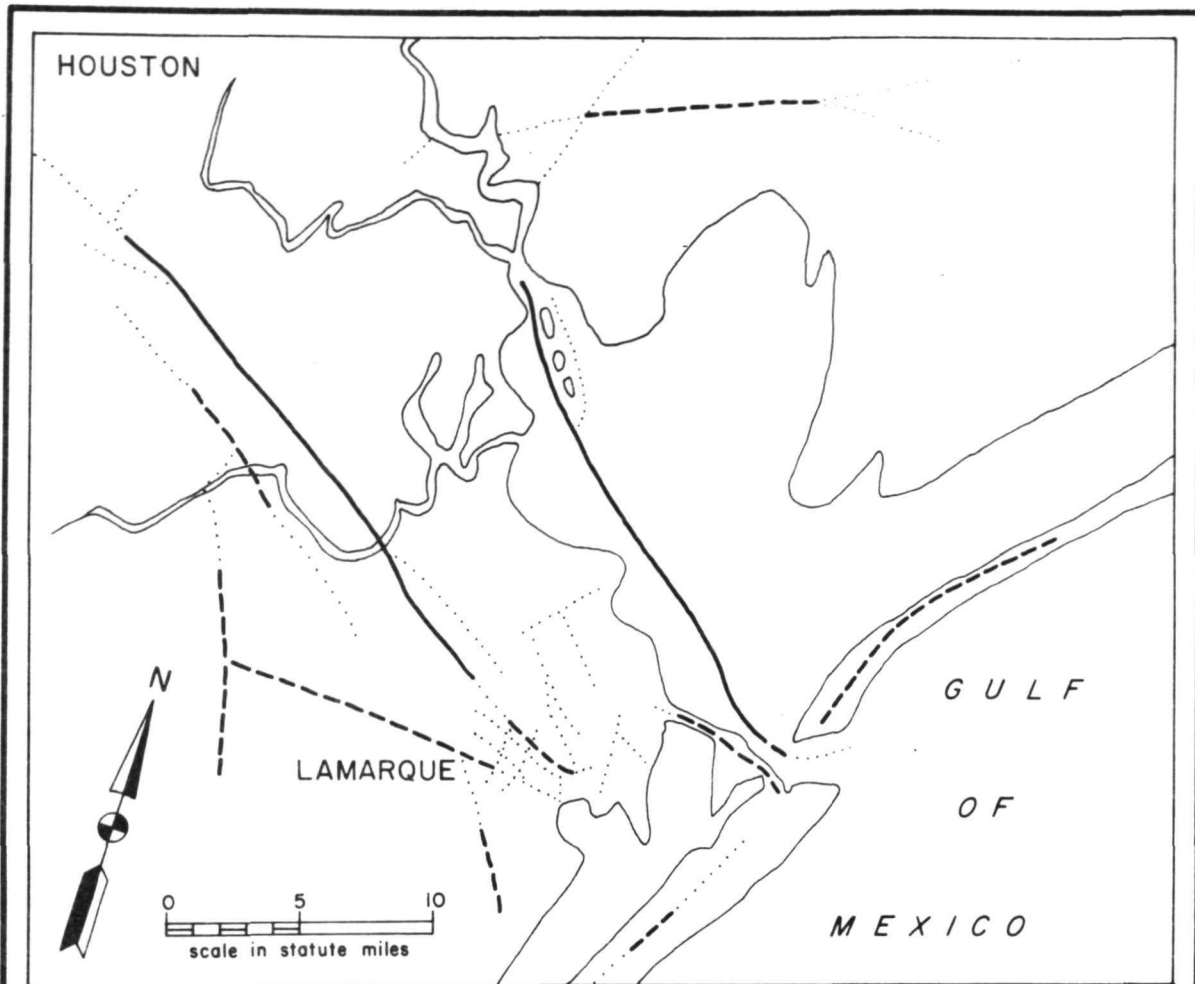 HOUSTON
N
GULF
LAMARQUE
OF
0 5 10
scale in statute miles
MEXICO